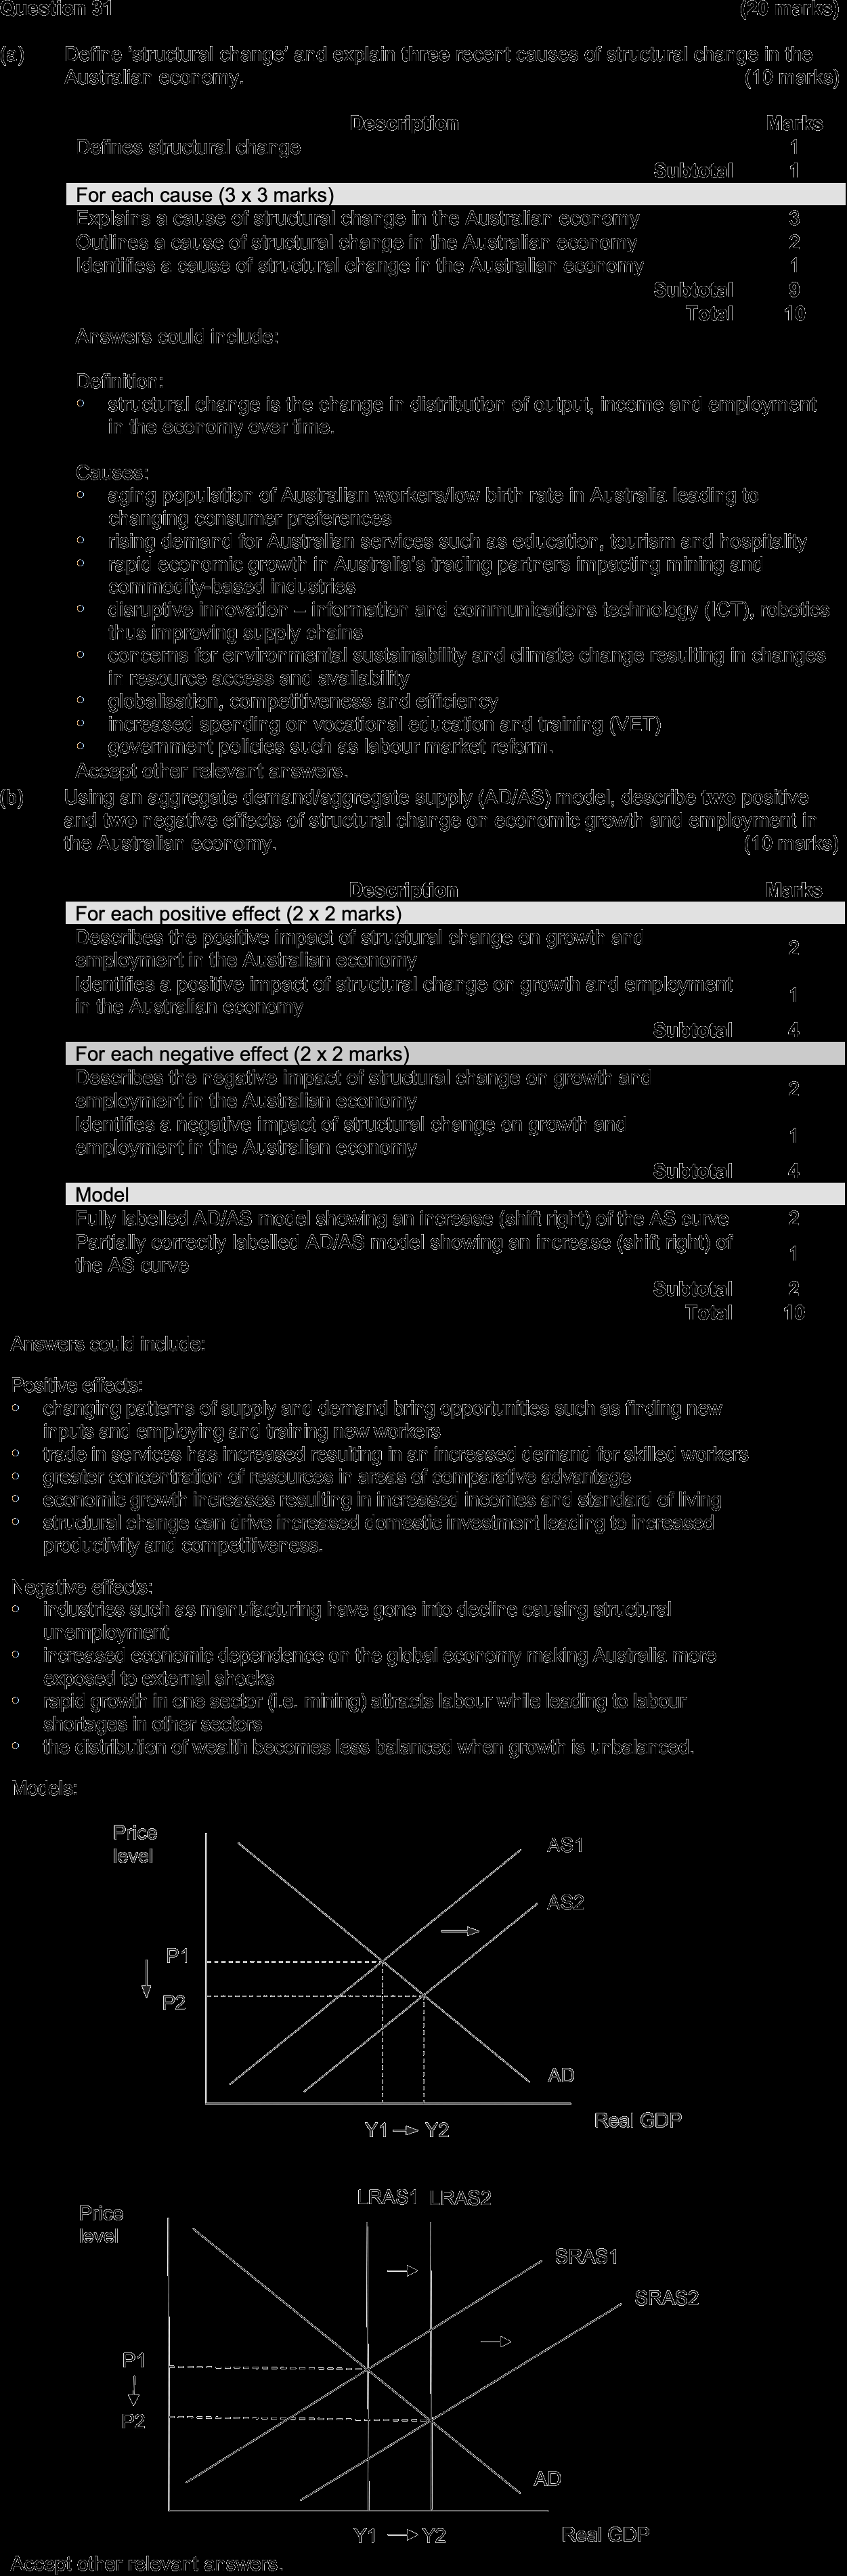 Question 31 (20 marks)
(a) Define 'structural change' and explain three recent causes of structural change in the
Australian economy. (10 marks)
Description Marks
Defines structural change 1
Subtotal 1
For each cause (3 x 3 marks)
Explains a cause of structural change in the Australian economy 3
Outlines a cause of structural change in the Australian economy 2
Identifies a cause of structural change in the Australian economy 1
Subtotal 9
Total 10
Answers could include:
Definition:
• structural change is the change in distribution of output, income and employment
in the economy over time.
Causes:
• aging population of Australian workers/low birth rate in Australia leading to
changing consumer preferences
• rising demand for Australian services such as education, tourism and hospitality
• rapid economic growth in Australia's trading partners impacting mining and
commodity-based industries
• disruptive innovation – information and communications technology (ICT), robotics
thus improving supply chains
• concerns for environmental sustainability and climate change resulting in changes
in resource access and availability
• globalisation, competitiveness and efficiency
• increased spending on vocational education and training (VET)
• government policies such as labour market reform.
Accept other relevant answers.
(b) Using an aggregate demand/aggregate supply (AD/AS) model, describe two positive
and two negative effects of structural change on economic growth and employment in
the Australian economy. (10 marks)
Description Marks
For each positive effect (2 x 2 marks)
Describes the positive impact of structural change on growth and
employment in the Australian economy 2
Identifies a positive impact of structural change on growth and employment
in the Australian economy 1
Subtotal 4
For each negative effect (2 x 2 marks)
Describes the negative impact of structural change on growth and
employment in the Australian economy 2
Identifies a negative impact of structural change on growth and
employment in the Australian economy 1
Subtotal 4
Model
Fully labelled AD/AS model showing an increase (shift right) of the AS curve 2
Partially correctly labelled AD/AS model showing an increase (shift right) of
the AS curve 1
Subtotal 2
Total 10
Answers could include:
Positive effects:
• changing patterns of supply and demand bring opportunities such as finding new
inputs and employing and training new workers
• trade in services has increased resulting in an increased demand for skilled workers
• greater concentration of resources in areas of comparative advantage
• economic growth increases resulting in increased incomes and standard of living
• structural change can drive increased domestic investment leading to increased
productivity and competitiveness.
Negative effects:
• industries such as manufacturing have gone into decline causing structural
unemployment
• increased economic dependence on the global economy making Australia more
exposed to external shocks
• rapid growth in one sector (i.e. mining) attracts labour while leading to labour
shortages in other sectors
• the distribution of wealth becomes less balanced when growth is unbalanced.
Models:
Price
level
AS1
AS2
P1
P2
AD
Real GDP
Y1 Y2
LRAS1 LRAS2
Price
level
SRAS1
SRAS2
P1
P2
AD
Y1 Y2 Real GDP
Accept other relevant answers.